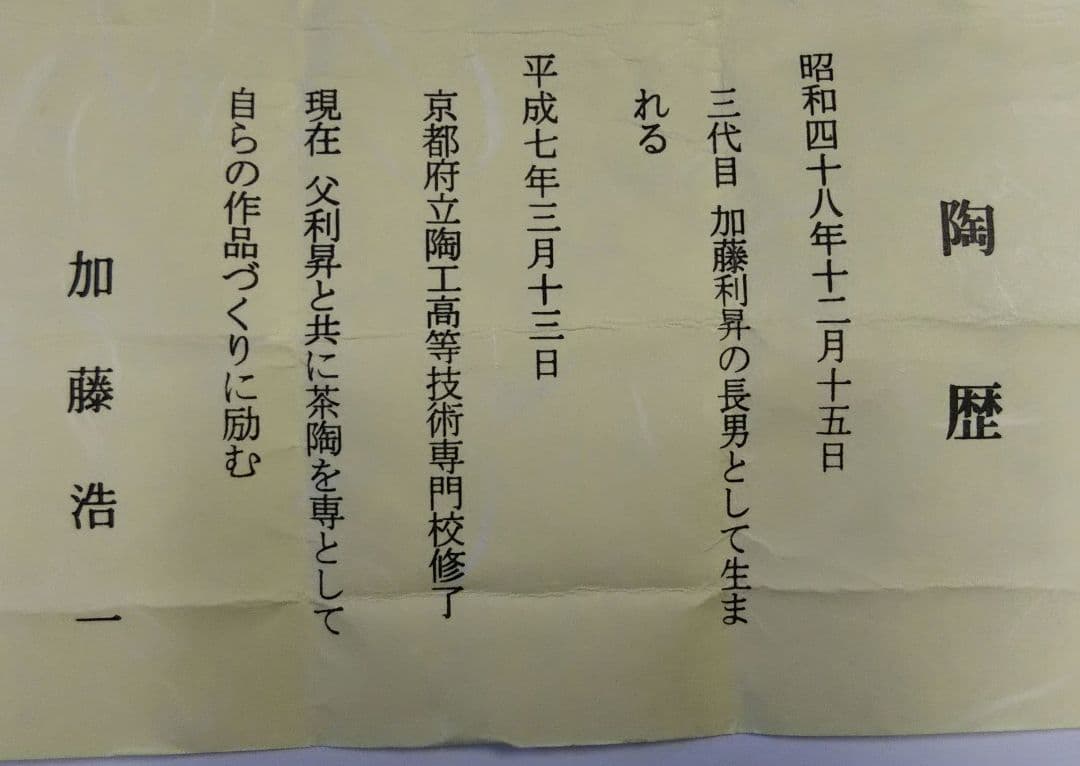 陶歴
昭和四十八年十二月十五日
三代目 加藤利昇の長男として生ま
れる
平成七年三月十三日
京都府立陶工高等技術専門校修了
現在 父利昇と共に茶陶を専として
自らの作品づくりに励む
加藤浩一